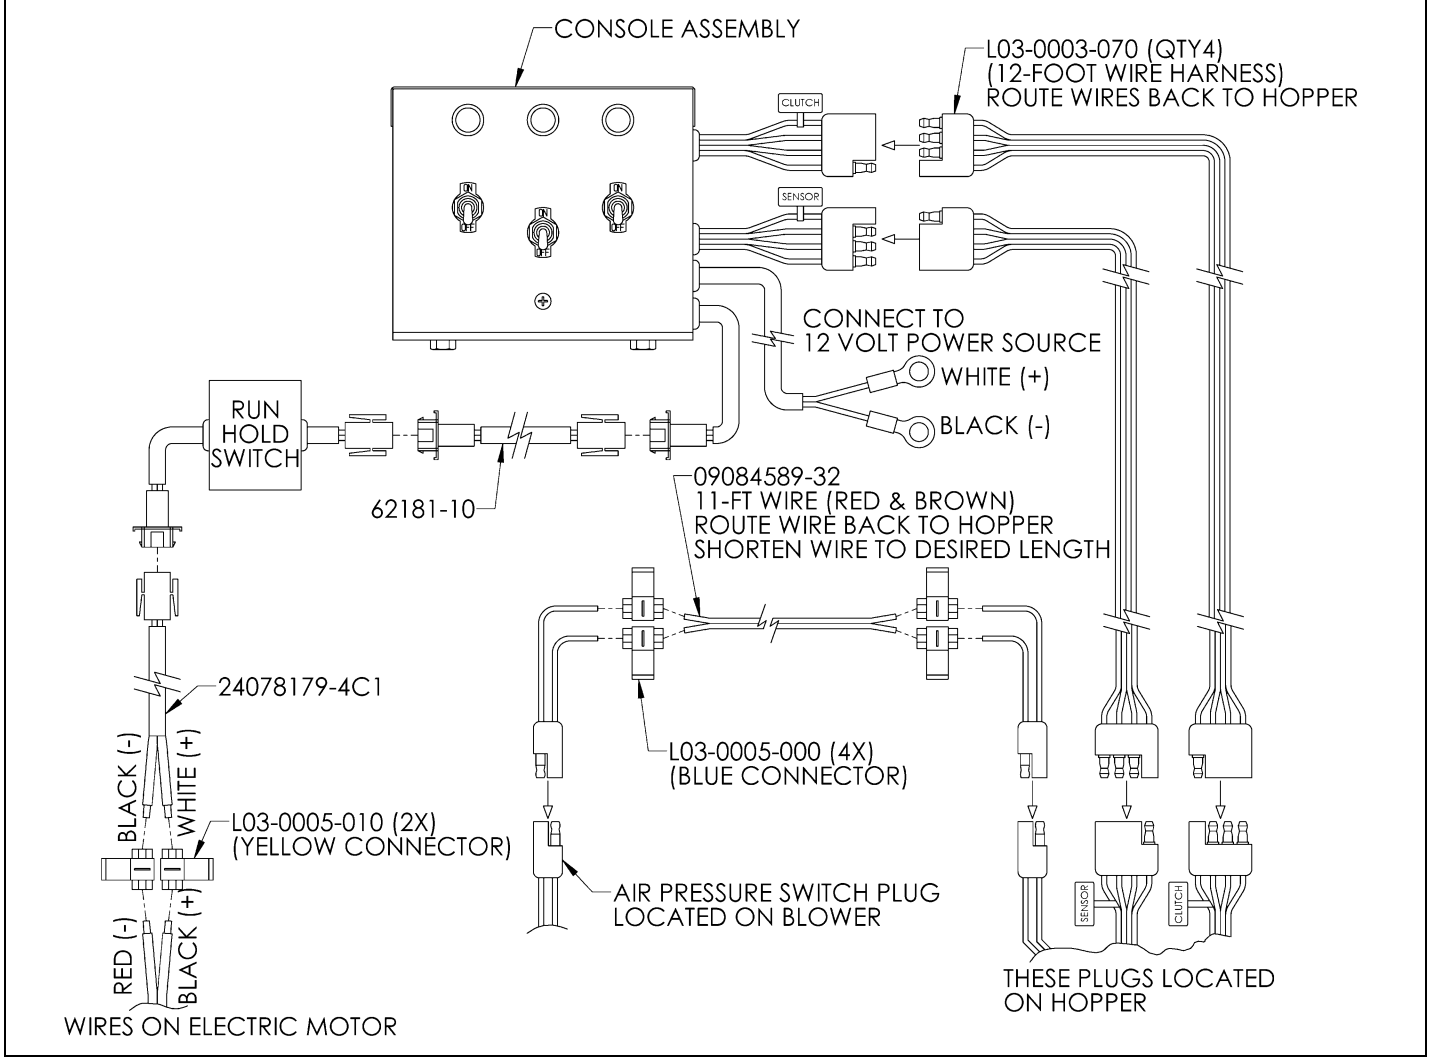 CONSOLE ASSEMBLY
L03-0003-070 (QTY4)
(12-FOOT WIRE HARNESS)
ROUTE WIRES BACK TO HOPPER
CLUTCH
SENSOR
ON
ON
OFF
ON
OFF
OFF
CONNECT TO
12 VOLT POWER SOURCE
WHITE (+)
BLACK (-)
RUN
HOLD
SWITCH
62181-10
09084589-32
11-FT WIRE (RED & BROWN)
ROUTE WIRE BACK TO HOPPER
SHORTEN WIRE TO DESIRED LENGTH
24078179-4C1
BLACK (-)
WHITE (+)
L03-0005-000 (4X)
(BLUE CONNECTOR)
L03-0005-010 (2X)
(YELLOW CONNECTOR)
RED (-)
BLACK (+)
AIR PRESSURE SWITCH PLUG
LOCATED ON BLOWER
SENSOR
CLUTCH
THESE PLUGS LOCATED
ON HOPPER
WIRES ON ELECTRIC MOTOR